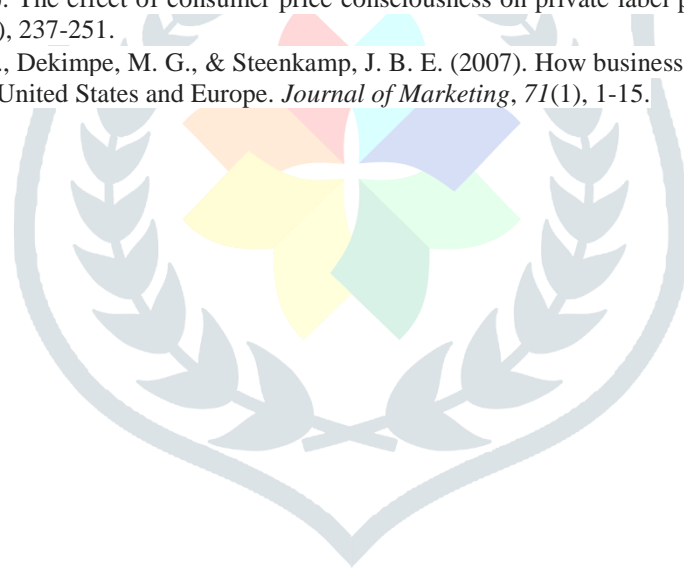 ). The effect of consumer price consciousness on private label p
), 237-251.
., Dekimpe, M. G., & Steenkamp, J. B. E. (2007). How business
United States and Europe. Journal of Marketing, 71(1), 1-15.